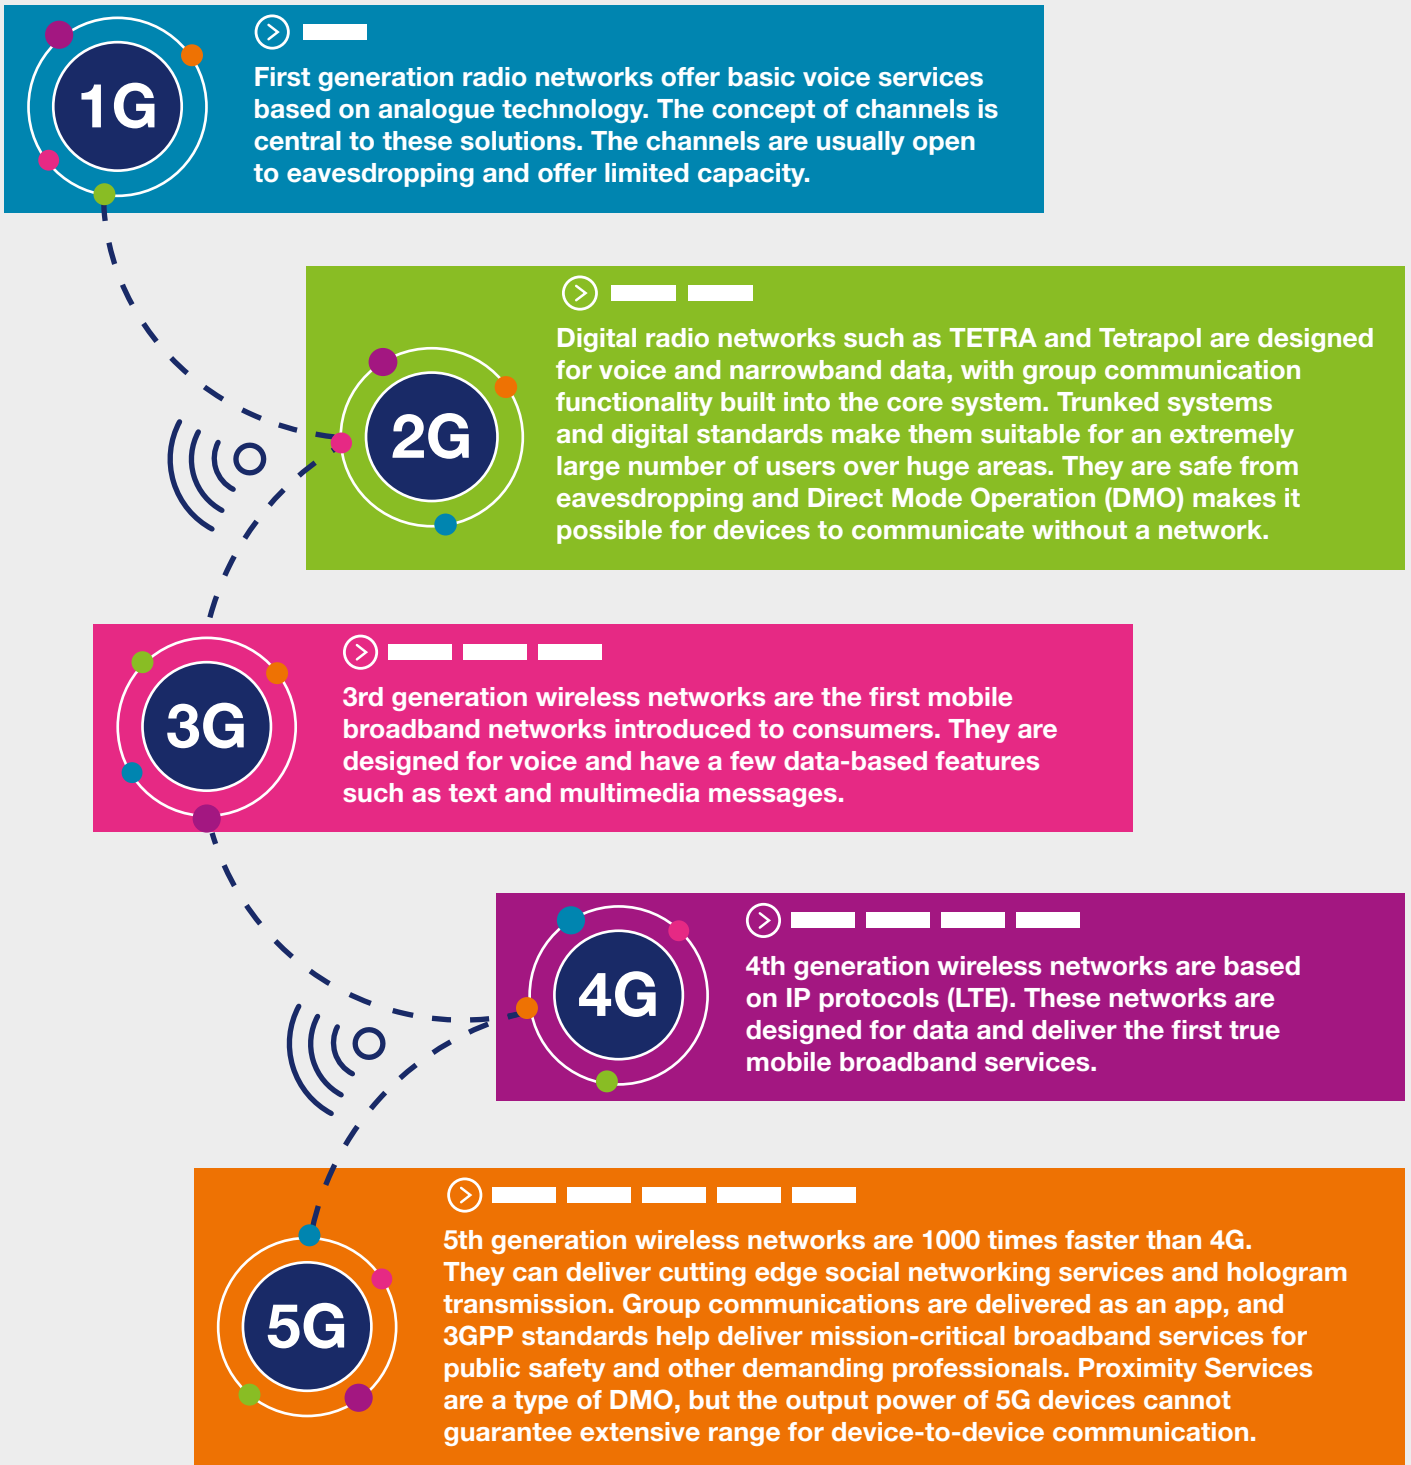 1G
First generation radio networks offer basic voice services
based on analogue technology. The concept of channels is
central to these solutions. The channels are usually open
to eavesdropping and offer limited capacity.
2G
Digital radio networks such as TETRA and Tetrapol are designed
for voice and narrowband data, with group communication
functionality built into the core system. Trunked systems
and digital standards make them suitable for an extremely
large number of users over huge areas. They are safe from
eavesdropping and Direct Mode Operation (DMO) makes it
possible for devices to communicate without a network.
3G
3rd generation wireless networks are the first mobile
broadband networks introduced to consumers. They are
designed for voice and have a few data-based features
such as text and multimedia messages.
4G
4th generation wireless networks are based
on IP protocols (LTE). These networks are
designed for data and deliver the first true
mobile broadband services.
5G
5th generation wireless networks are 1000 times faster than 4G.
They can deliver cutting edge social networking services and hologram
transmission. Group communications are delivered as an app, and
3GPP standards help deliver mission-critical broadband services for
public safety and other demanding professionals. Proximity Services
are a type of DMO, but the output power of 5G devices cannot
guarantee extensive range for device-to-device communication.